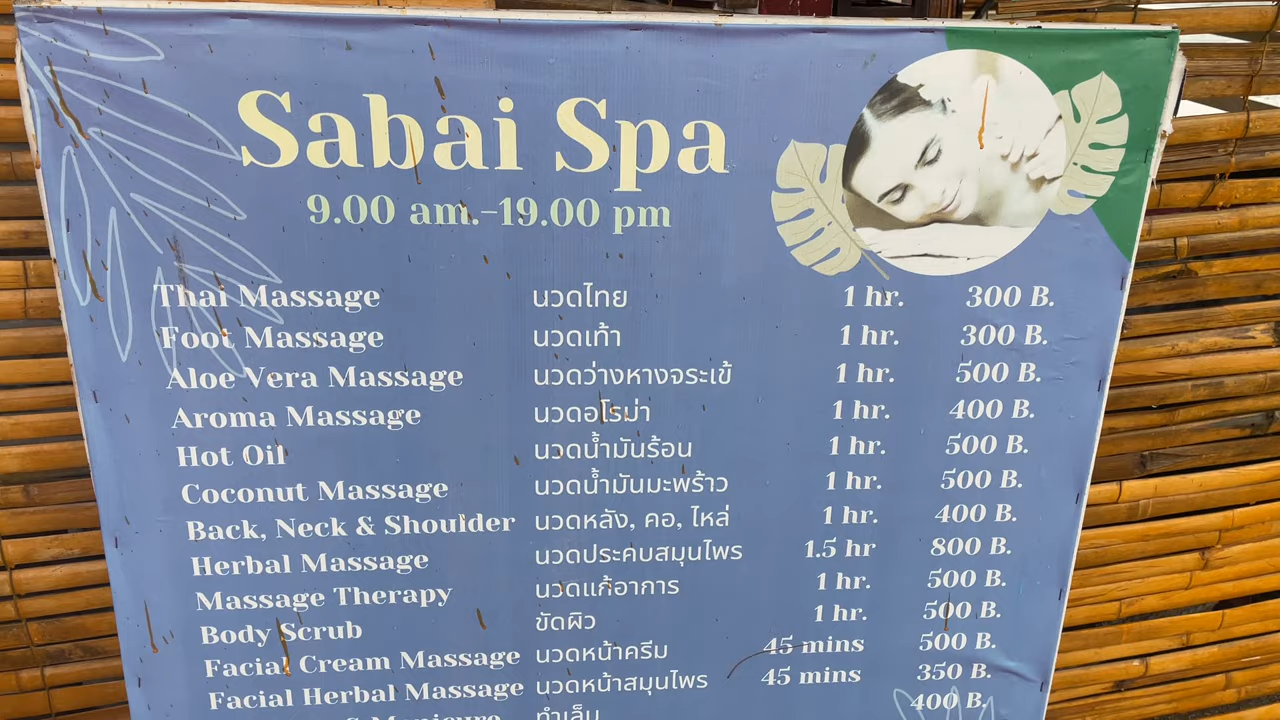 Sabai Spa
9.00 am.-19.00 pm
Thai Massage นวดไทย 1 hr. 300 B.
Foot Massage นวดเท้า 1 hr. 300 B.
Aloe Vera Massage นวดว่างหางจระเข้ 1 hr. 500 B.
Aroma Massage นวดอโรม่า 1 hr. 400 B.
Hot Oil นวดน้ำมันร้อน 1 hr. 500 B.
Coconut Massage นวดน้ำมันมะพร้าว 1 hr. 500 B.
Back, Neck & Shoulder นวดหลัง, คอ, ไหล่ 1 hr. 400 B.
Herbal Massage นวดประคบสมุนไพร 1.5 hr 800 B.
Massage Therapy นวดแก้อาการ 1 hr. 500 B.
Body Scrub ขัดผิว 1 hr. 500 B.
Facial Cream Massage นวดหน้าครีม 45 mins 500 B.
Facial Herbal Massage นวดหน้าสมุนไพร 45 mins 350 B.
& Manicure ทำเล็บ 400 B.